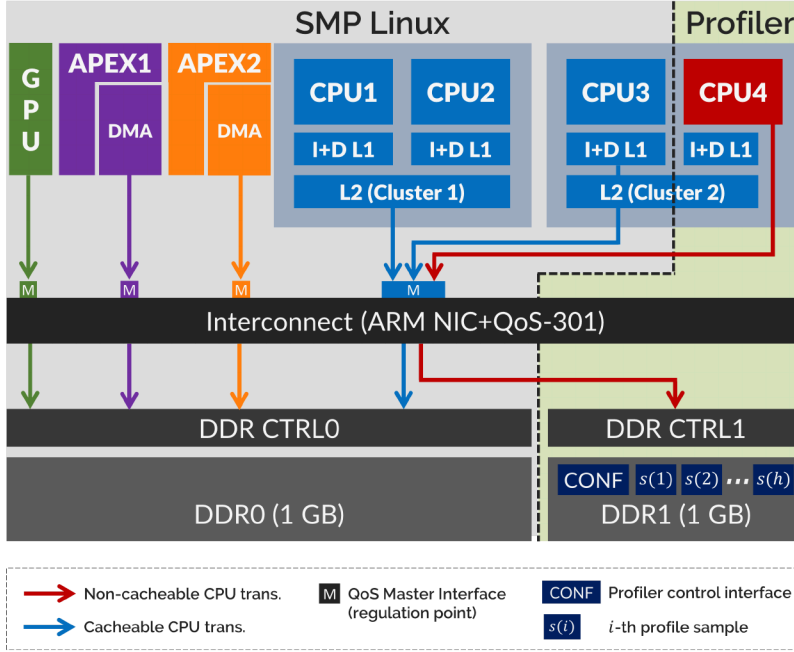 SMP Linux
Profiler
GPU
APEX1
DMA
APEX2
DMA
CPU1
CPU2
I+D L1
I+D L1
L2 (Cluster 1)
CPU3
CPU4
I+D L1
I+D L1
L2 (Cluster 2)
M
M
M
M
Interconnect (ARM NIC+QoS-301)
DDR CTRL0
DDR CTRL1
DDR0 (1 GB)
CONF s(1) s(2) ... s(h)
DDR1 (1 GB)
Non-cacheable CPU trans.
Cacheable CPU trans.
M QoS Master Interface
(regulation point)
CONF Profiler control interface
s(i) i-th profile sample